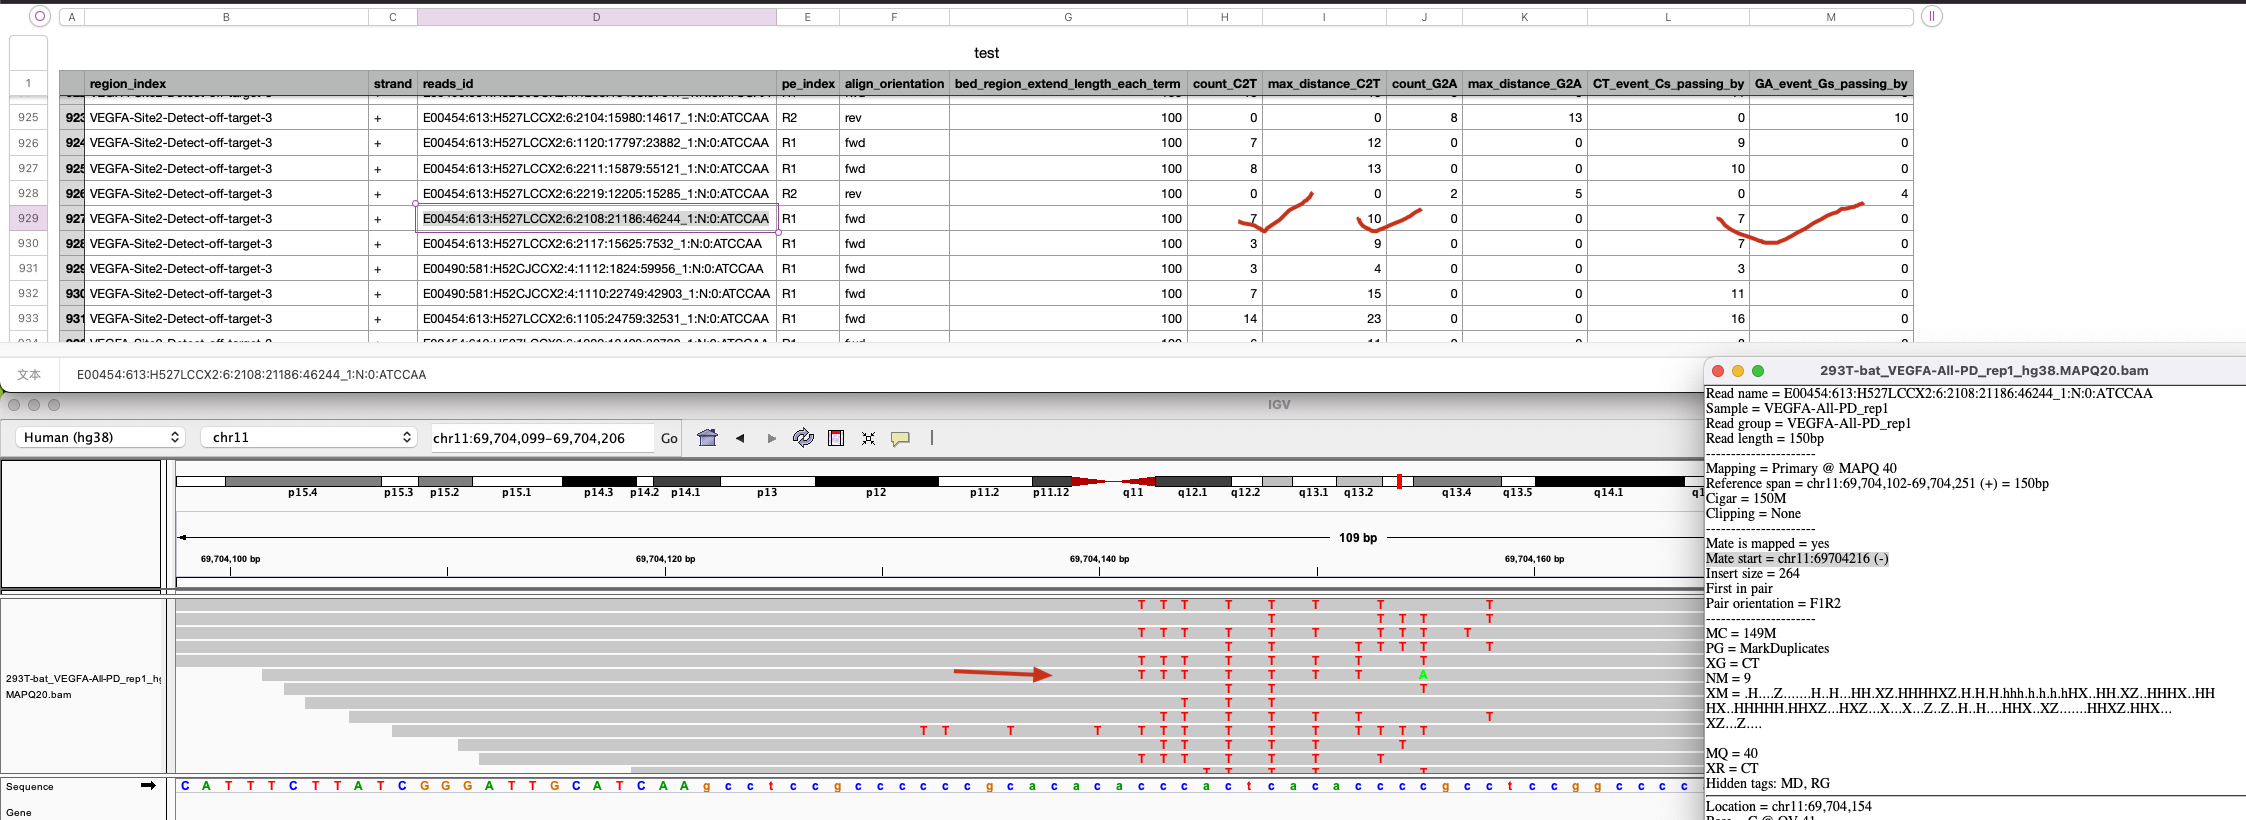 A B C D E F G H I J K L M
test
1 region_index strand reads_id pe_index align_orientation bed_region_extend_length_each_term count_C2T max_distance_C2T count_G2A max_distance_G2A CT_event_Cs_passing_by GA_event_Gs_passing_by
925 923 VEGFA-Site2-Detect-off-target-3 + E00454:613:H527LCCX2:6:2104:15980:14617_1:N:0:ATCCAA R2 rev 100 0 0 8 13 0 10
926 924 VEGFA-Site2-Detect-off-target-3 + E00454:613:H527LCCX2:6:1120:17797:23882_1:N:0:ATCCAA R1 fwd 100 7 12 0 0 9 0
927 925 VEGFA-Site2-Detect-off-target-3 + E00454:613:H527LCCX2:6:2211:15879:55121_1:N:0:ATCCAA R1 fwd 100 8 13 0 0 10 0
928 926 VEGFA-Site2-Detect-off-target-3 + E00454:613:H527LCCX2:6:2219:12205:15285_1:N:0:ATCCAA R2 rev 100 0 0 2 5 0 4
929 927 VEGFA-Site2-Detect-off-target-3 + E00454:613:H527LCCX2:6:2108:21186:46244_1:N:0:ATCCAA R1 fwd 100 7 10 0 0 7 0
930 928 VEGFA-Site2-Detect-off-target-3 + E00454:613:H527LCCX2:6:2117:15625:7532_1:N:0:ATCCAA R1 fwd 100 3 9 0 0 7 0
931 929 VEGFA-Site2-Detect-off-target-3 + E00490:581:H52CJCCX2:4:1112:1824:59956_1:N:0:ATCCAA R1 fwd 100 3 4 0 0 3 0
932 930 VEGFA-Site2-Detect-off-target-3 + E00490:581:H52CJCCX2:4:1110:22749:42903_1:N:0:ATCCAA R1 fwd 100 7 15 0 0 11 0
933 931 VEGFA-Site2-Detect-off-target-3 + E00454:613:H527LCCX2:6:1105:24759:32531_1:N:0:ATCCAA R1 fwd 100 14 23 0 0 16 0
文本 E00454:613:H527LCCX2:6:2108:21186:46244_1:N:0:ATCCAA
IGV
Human (hg38) chr11 chr11:69,704,099-69,704,206 Go
p15.4 p15.3 p15.2 p15.1 p14.3 p14.2 p14.1 p13 p12 p11.2 p11.12 q11 q12.1 q12.2 q13.1 q13.2 q13.4 q13.5 q14.1
109 bp
69,704,100 bp 69,704,120 bp 69,704,140 bp 69,704,160 bp
T T T T T T T T
T T T T T
T T T T T T T T T T
T T T T T T T
T T T T T T T T
T T T T T T T A
T T T
T T T
T T T T T T T
T T T T T T T T T T T T T T
T T T T T T
T T T T T T T
293T-bat_VEGFA-All-PD_rep1_hg
MAPQ20.bam
Sequence C A T T T C T T A T C G G G A T T G C A T C A A g c c t c c g c c c c c c g c a c a c a c c c a c t c a c a c c c c g c c t c c g g c c c c
Gene
293T-bat_VEGFA-All-PD_rep1_hg38.MAPQ20.bam
Read name = E00454:613:H527LCCX2:6:2108:21186:46244_1:N:0:ATCCAA
Sample = VEGFA-All-PD_rep1
Read group = VEGFA-All-PD_rep1
Read length = 150bp
----------------------
Mapping = Primary @ MAPQ 40
Reference span = chr11:69,704,102-69,704,251 (+) = 150bp
Cigar = 150M
Clipping = None
----------------------
Mate is mapped = yes
Mate start = chr11:69704216 (-)
Insert size = 264
First in pair
Pair orientation = F1R2
----------------------
MC = 149M
PG = MarkDuplicates
XG = CT
NM = 9
XM = .H....Z.......H..H...HH.XZ.HHHHXZ.H.H.H.hhh.h.h.h.hHX..HH.XZ..HHHX..HH
HX..HHHHH.HHXZ...HXZ...X...X...Z..Z..H..H....HHX..XZ.......HHXZ.HHX...
XZ...Z....
MQ = 40
XR = CT
Hidden tags: MD, RG
Location = chr11:69,704,154